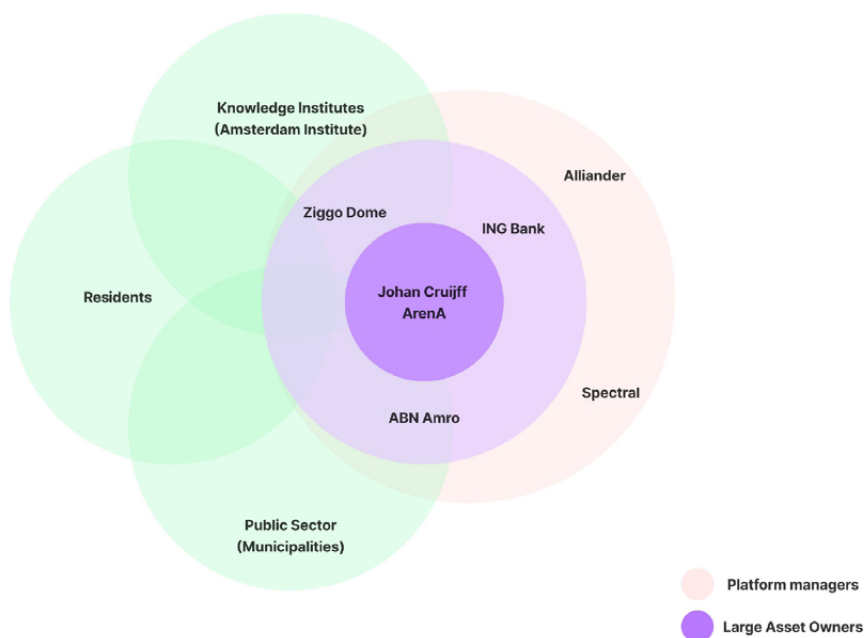 Knowledge Institutes
(Amsterdam Institute)
Alliander
Ziggo Dome
ING Bank
Residents
Johan Cruijff
ArenA
Spectral
ABN Amro
Public Sector
(Municipalities)
Platform managers
Large Asset Owners